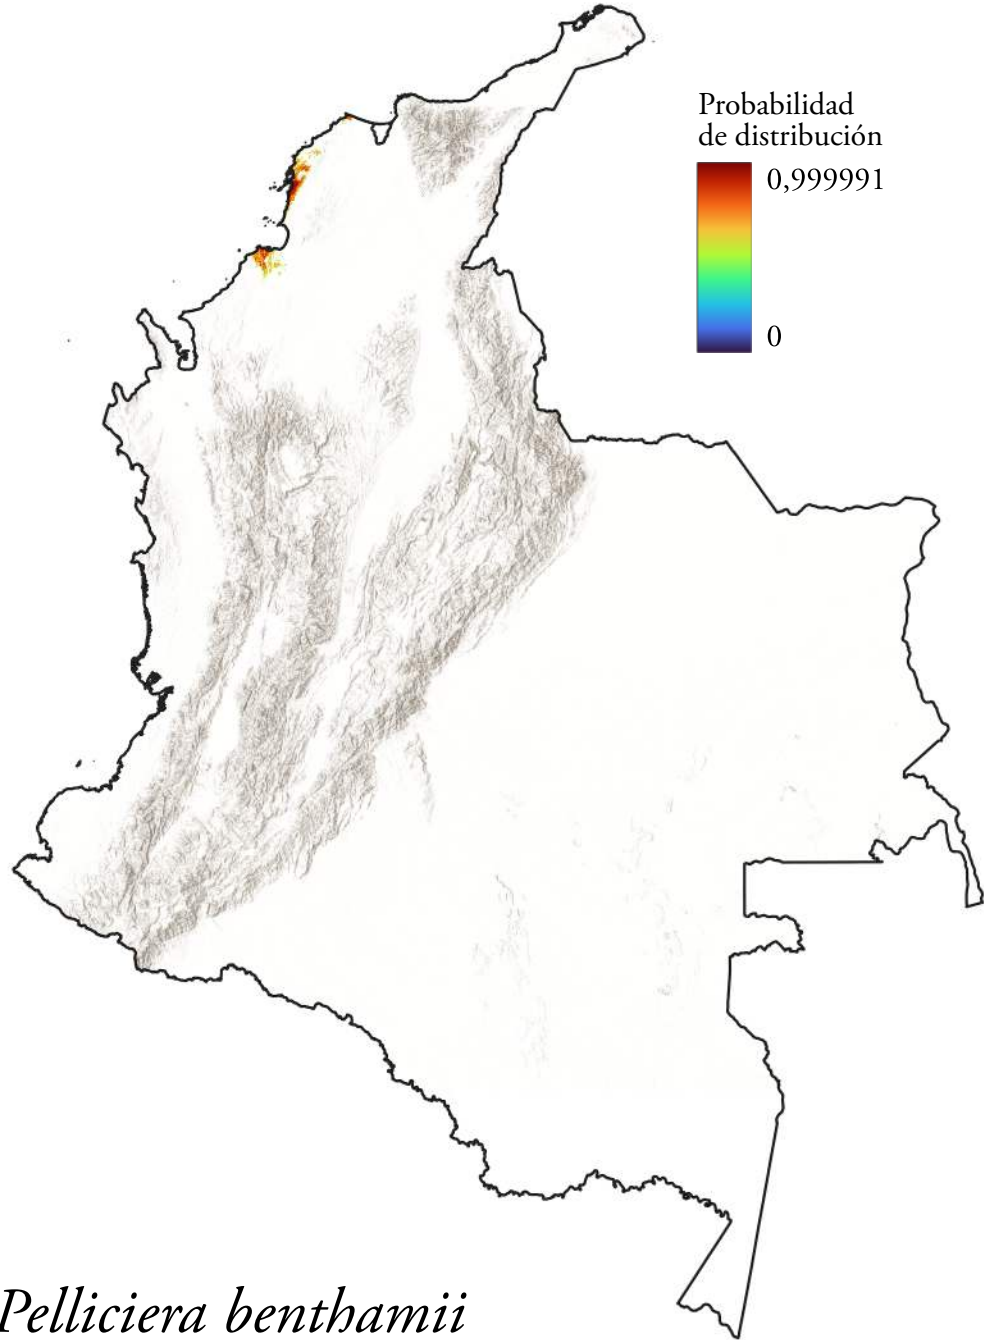 Probabilidad
de distribución
0,999991
0
Pelliciera benthamii